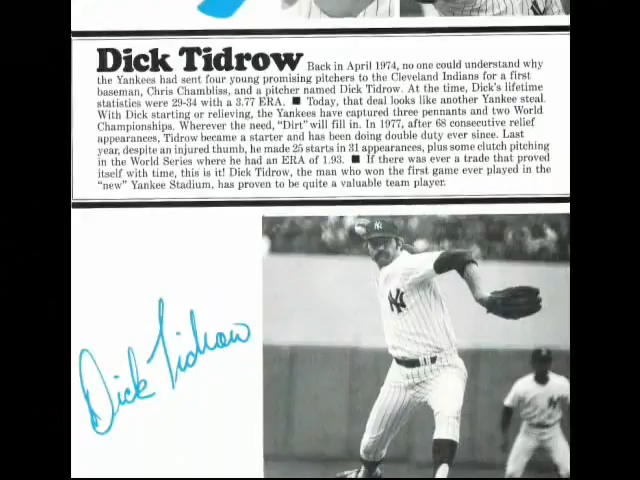 Dick Tidrow Back in April 1974, no one could understand why
the Yankees had sent four young promising pitchers to the Cleveland Indians for a first
baseman, Chris Chambliss, and a pitcher named Dick Tidrow. At the time, Dick's lifetime
statistics were 29-34 with a 3.77 ERA. ■ Today, that deal looks like another Yankee steal.
With Dick starting or relieving, the Yankees have captured three pennants and two World
Championships. Wherever the need, "Dirt" will fill in. In 1977, after 68 consecutive relief
appearances, Tidrow became a starter and has been doing double duty ever since. Last
year, despite an injured thumb, he made 25 starts in 31 appearances, plus some clutch pitching
in the World Series where he had an ERA of 1.93. ■ If there was ever a trade that proved
itself with time, this is it! Dick Tidrow, the man who won the first game ever played in the
"new" Yankee Stadium, has proven to be quite a valuable team player.
NY
NY
Dick Tidrow